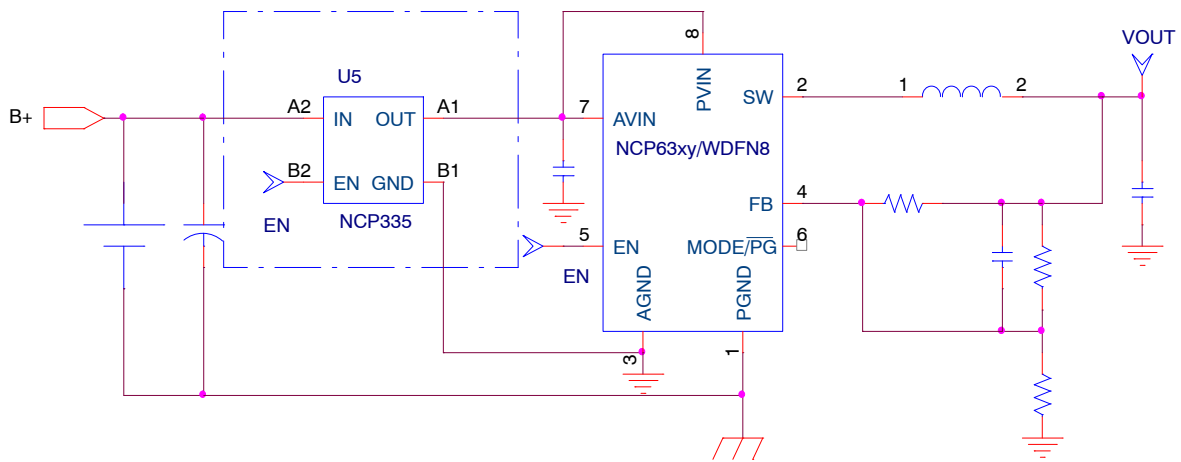 VOUT
8
U5
PVIN
2
1
2
SW
B+
A2
IN
OUT
A1
7
AVIN
NCP63xy/WDFN8
B2
EN
GND
B1
4
FB
EN
NCP335
5
EN
MODE/PG
6
EN
AGND
PGND
3
1